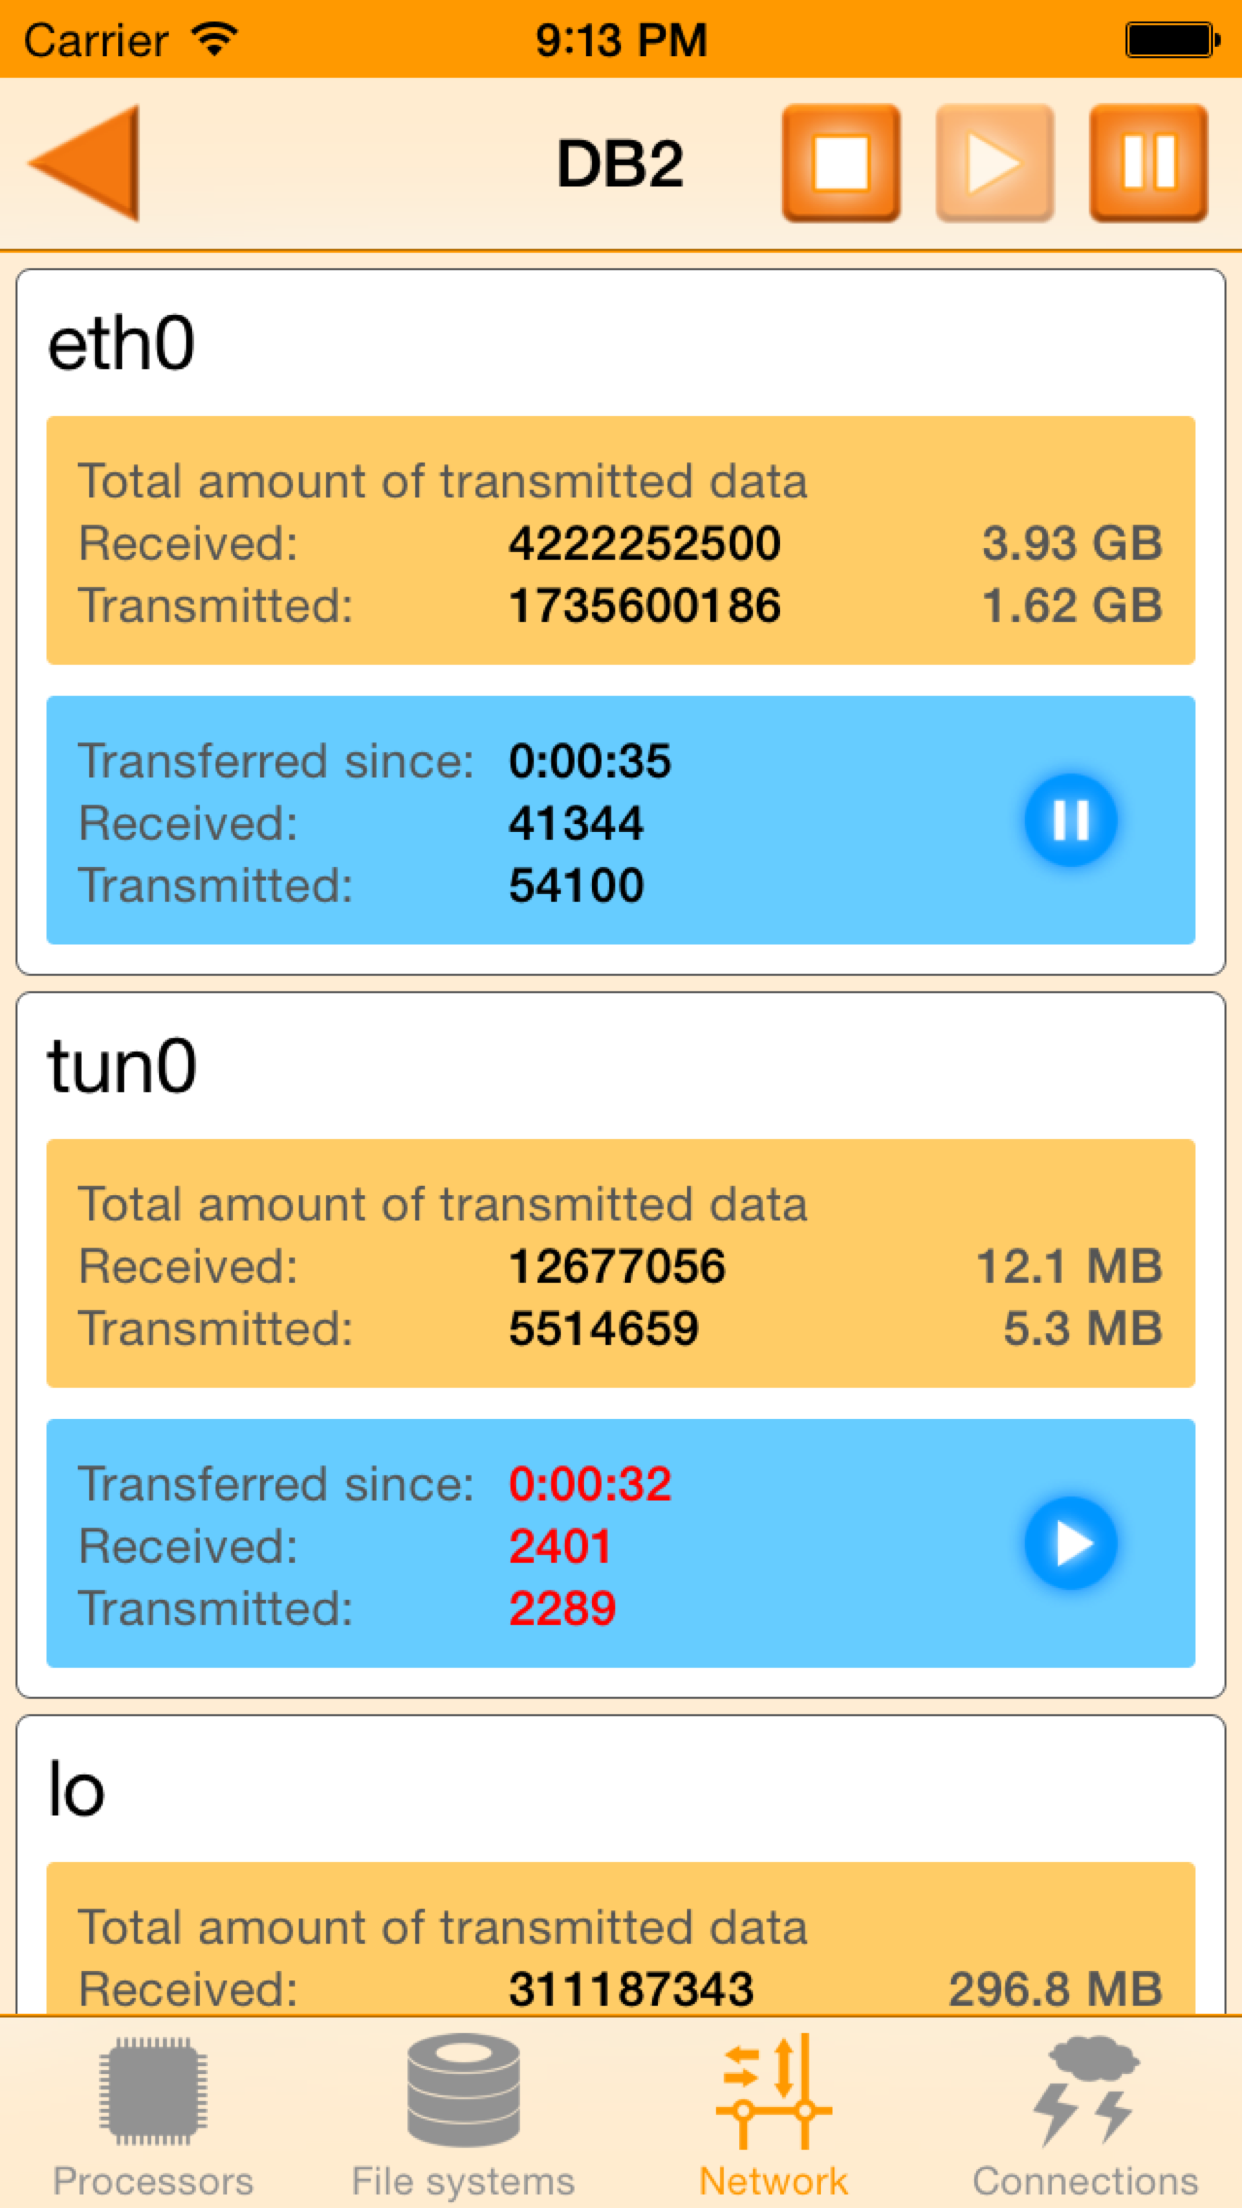 Carrier 9:13 PM
DB2
eth0
Total amount of transmitted data
Received: 4222252500 3.93 GB
Transmitted: 1735600186 1.62 GB
Transferred since: 0:00:35
Received: 41344
Transmitted: 54100
tun0
Total amount of transmitted data
Received: 12677056 12.1 MB
Transmitted: 5514659 5.3 MB
Transferred since: 0:00:32
Received: 2401
Transmitted: 2289
lo
Total amount of transmitted data
Received: 311187343 296.8 MB
Processors File systems Network Connections